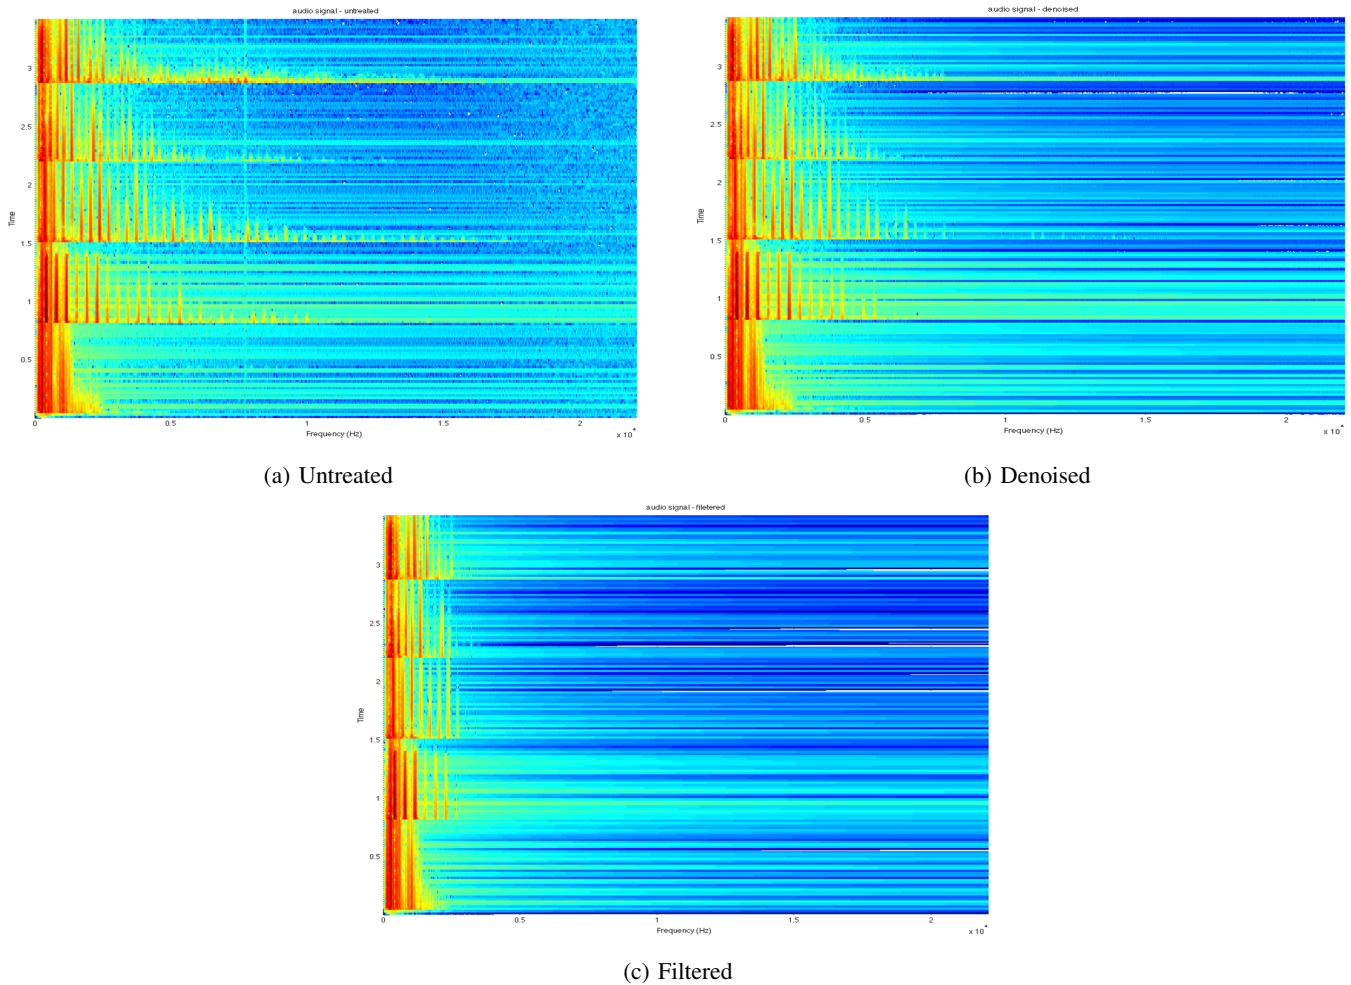 audio signal - untreated
3
2.5
2
1.5
1
0.5
Time
0 0.5 1 1.5 2
Frequency (Hz)
x 10^4
(a) Untreated
audio signal - denoised
3
2.5
2
1.5
1
0.5
Time
0 0.5 1 1.5 2
Frequency (Hz)
x 10^4
(b) Denoised
audio signal - filetered
3
2.5
2
1.5
1
0.5
Time
0 0.5 1 1.5 2
Frequency (Hz)
x 10^4
(c) Filtered